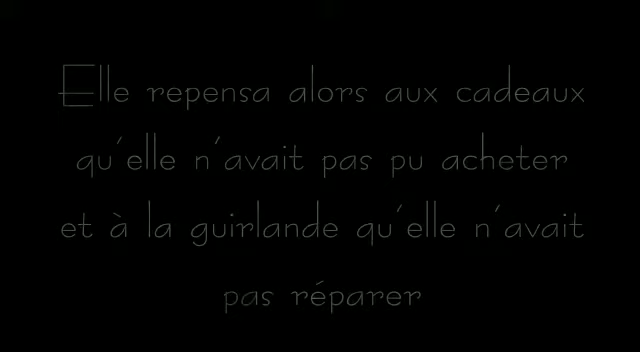 Elle repensa alors aux cadeaux
qu'elle n'avait pas pu acheter
et à la guirlande qu'elle n'avait
pas réparer